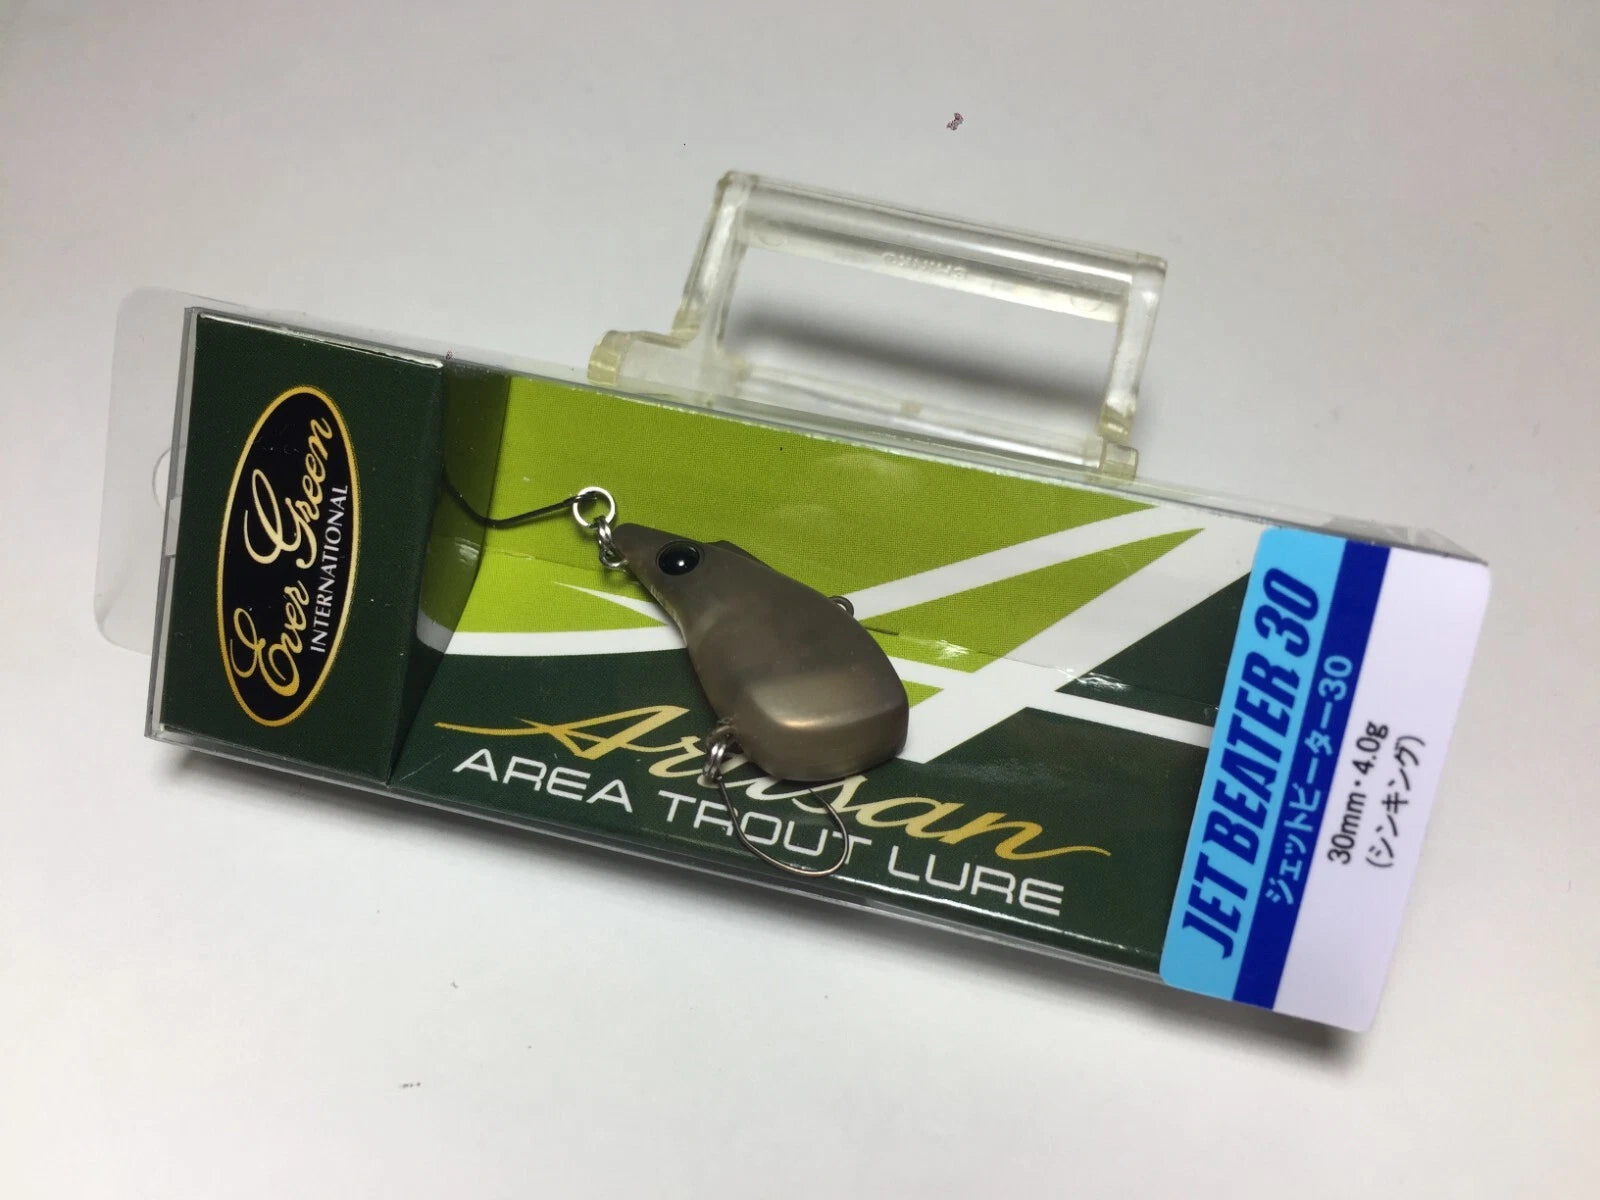 Ever Green
INTERNATIONAL
Artisan
AREA TROUT LURE
JET BEATER 30
ジェットビーター30
30mm・4.0g
(シンキング)